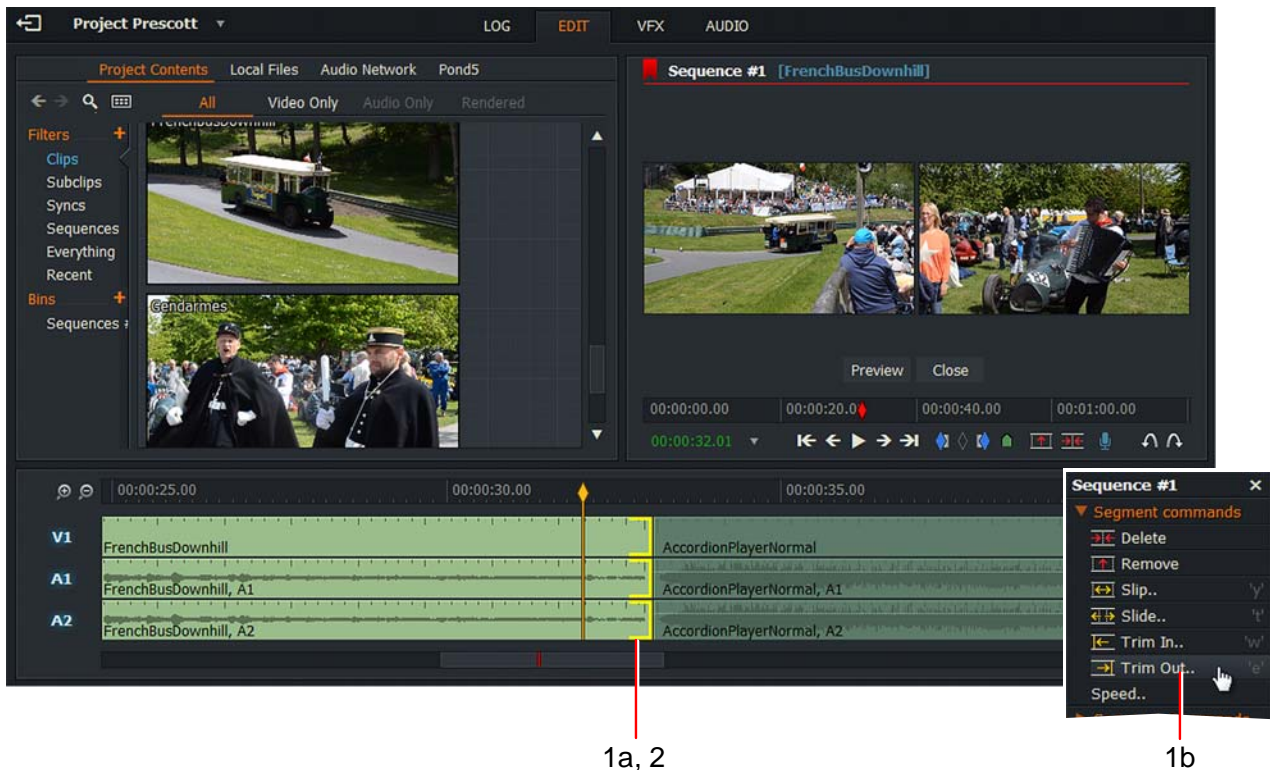 Project Prescott
LOG EDIT VFX AUDIO
Project Contents Local Files Audio Network Pond5
All Video Only Audio Only Rendered
Filters +
Clips
Subclips
Syncs
Sequences
Everything
Recent
Bins +
Sequences
FrenchBusDownhill
Gendarmes
Sequence #1 [FrenchBusDownhill]
Preview Close
00:00:00.00 00:00:20.0 00:00:40.00 00:01:00.00
00:00:32.01
00:00:25.00 00:00:30.00 00:00:35.00
V1 FrenchBusDownhill AccordionPlayerNormal
A1 FrenchBusDownhill, A1 AccordionPlayerNormal, A1
A2 FrenchBusDownhill, A2 AccordionPlayerNormal, A2
Sequence #1 ×
Segment commands
Delete
Remove
Slip.. 'y'
Slide.. 't'
Trim In.. 'w'
Trim Out.. 'e'
Speed..
1a, 2
1b